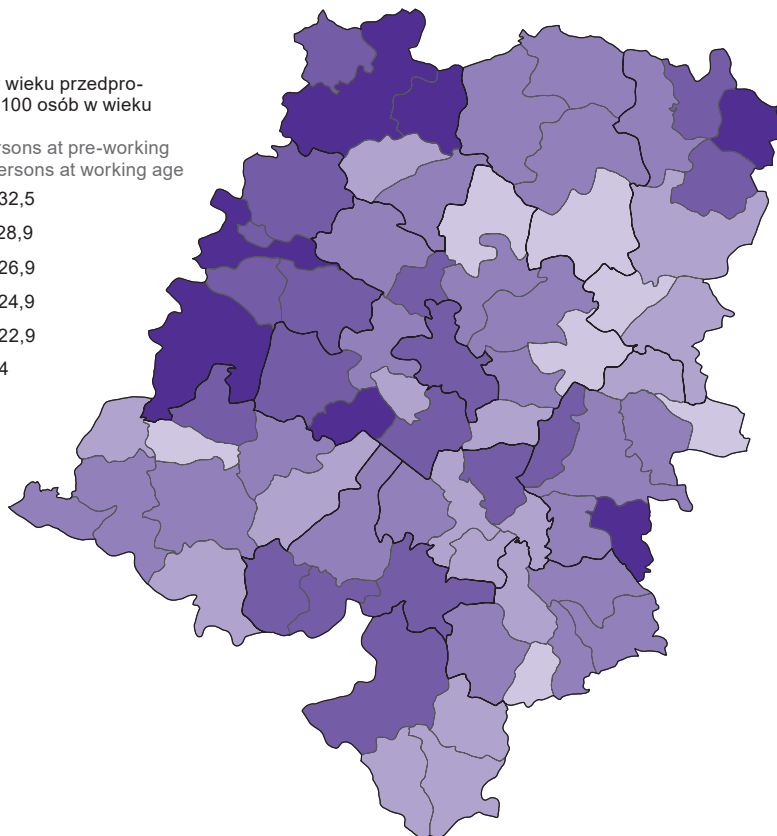 wieku przedpro-
100 osób w wieku
rsons at pre-working
ersons at working age
32,5
28,9
26,9
24,9
22,9
4